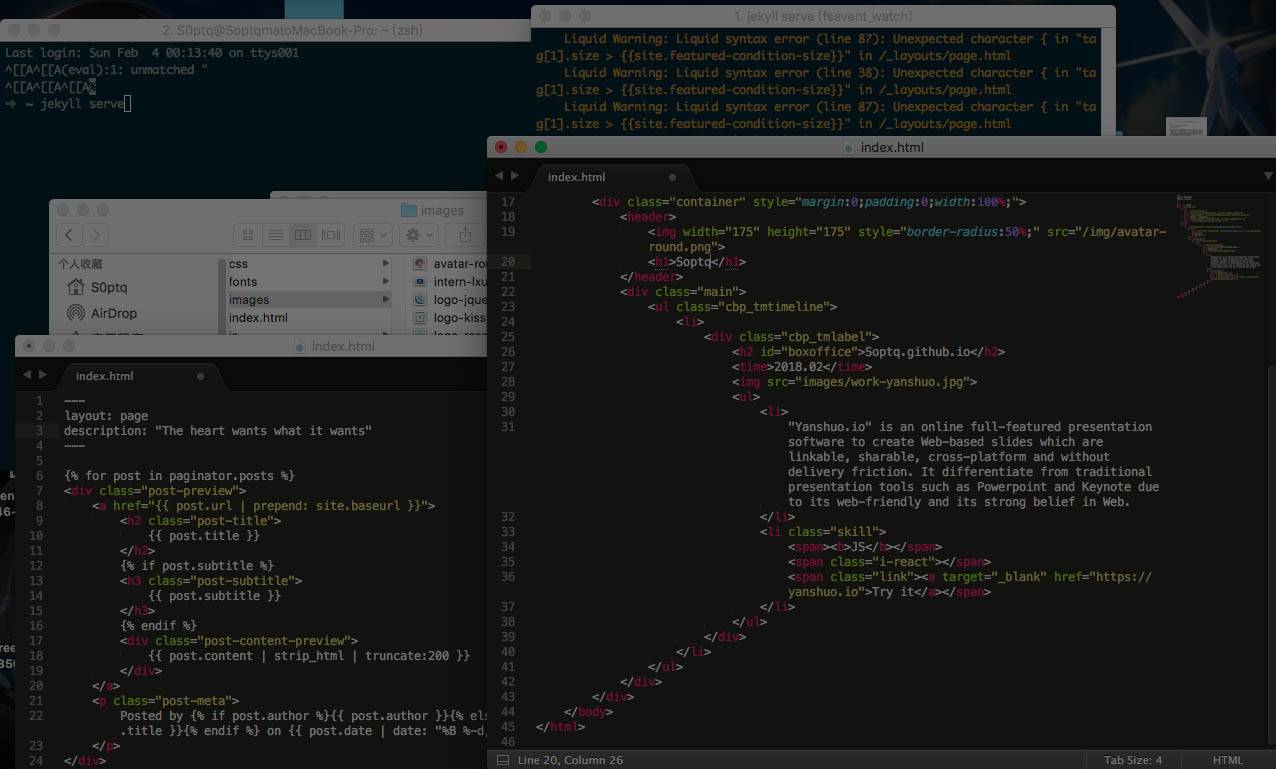 2. S0ptq@SoptqmatoMacBook-Pro: ~ (zsh)
Last login: Sun Feb  4 00:13:40 on ttys001
^[[A^[[A(eval):1: unmatched "
^[[A^[[A^[[A%
➜  ~ jekyll serve
1. jekyll serve (fsevent_watch)
Liquid Warning: Liquid syntax error (line 87): Unexpected character { in "ta
g[1].size > {{site.featured-condition-size}}" in /_layouts/page.html
Liquid Warning: Liquid syntax error (line 38): Unexpected character { in "ta
g[1].size > {{site.featured-condition-size}}" in /_layouts/page.html
Liquid Warning: Liquid syntax error (line 87): Unexpected character { in "ta
g[1].size > {{site.featured-condition-size}}" in /_layouts/page.html
images
个人收藏
S0ptq
AirDrop
css
fonts
images
index.html
avatar-ro
intern-lxu
logo-jque
logo-kiss
index.html
index.html
1 ---
2 layout: page
3 description: "The heart wants what it wants"
4 ---
5
6 {% for post in paginator.posts %}
7 <div class="post-preview">
8 <a href="{{ post.url | prepend: site.baseurl }}">
9 <h2 class="post-title">
10 {{ post.title }}
11 </h2>
12 {% if post.subtitle %}
13 <h3 class="post-subtitle">
14 {{ post.subtitle }}
15 </h3>
16 {% endif %}
17 <div class="post-content-preview">
18 {{ post.content | strip_html | truncate:200 }}
19 </div>
20 </a>
21 <p class="post-meta">
22 Posted by {% if post.author %}{{ post.author }}{% els
.title }}{% endif %} on {{ post.date | date: "%B %-d,
23 </p>
24 </div>
index.html
index.html
17 <div class="container" style="margin:0;padding:0;width:100%;">
18 <header>
19 <img width="175" height="175" style="border-radius:50%;" src="/img/avatar-
round.png">
20 <h1>Soptq</h1>
21 </header>
22 <div class="main">
23 <ul class="cbp_tmtimeline">
24 <li>
25 <div class="cbp_tmlabel">
26 <h2 id="boxoffice">Soptq.github.io</h2>
27 <time>2018.02</time>
28 <img src="images/work-yanshuo.jpg">
29 <ul>
30 <li>
31 "Yanshuo.io" is an online full-featured presentation
software to create Web-based slides which are
linkable, sharable, cross-platform and without
delivery friction. It differentiate from traditional
presentation tools such as Powerpoint and Keynote due
to its web-friendly and its strong belief in Web.
32 </li>
33 <li class="skill">
34 <span><b>JS</b></span>
35 <span class="i-react"></span>
36 <span class="link"><a target="_blank" href="https://
yanshuo.io">Try it</a></span>
37 </li>
38 </ul>
39 </div>
40 </li>
41 </ul>
42 </div>
43 </div>
44 </body>
45 </html>
46
Line 20, Column 26
Tab Size: 4
HTML